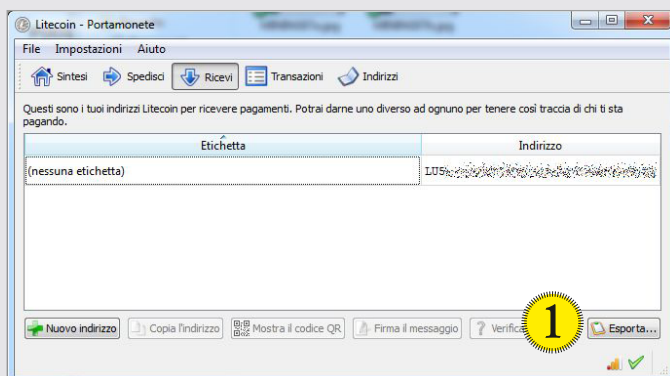 Litecoin - Portamonete
File Impostazioni Aiuto
Sintesi Spedisci Ricevi Transazioni Indirizzi
Questi sono i tuoi indirizzi Litecoin per ricevere pagamenti. Potrai darne uno diverso ad ognuno per tenere così traccia di chi ti sta
pagando.
Etichetta Indirizzo
(nessuna etichetta)
Nuovo indirizzo Copia l'indirizzo Mostra il codice QR Firma il messaggio ? Verifica 1 Esporta...